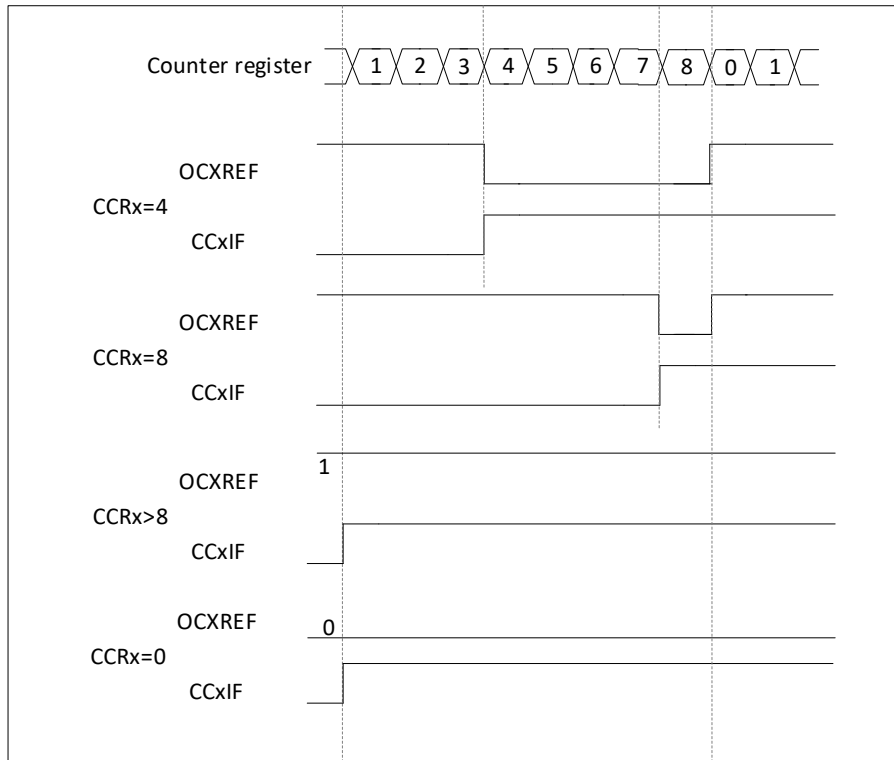 Counter register 1 2 3 4 5 6 7 8 0 1
OCXREF
CCRx=4
CCxIF
OCXREF
CCRx=8
CCxIF
1
OCXREF
CCRx>8
CCxIF
OCXREF 0
CCRx=0
CCxIF